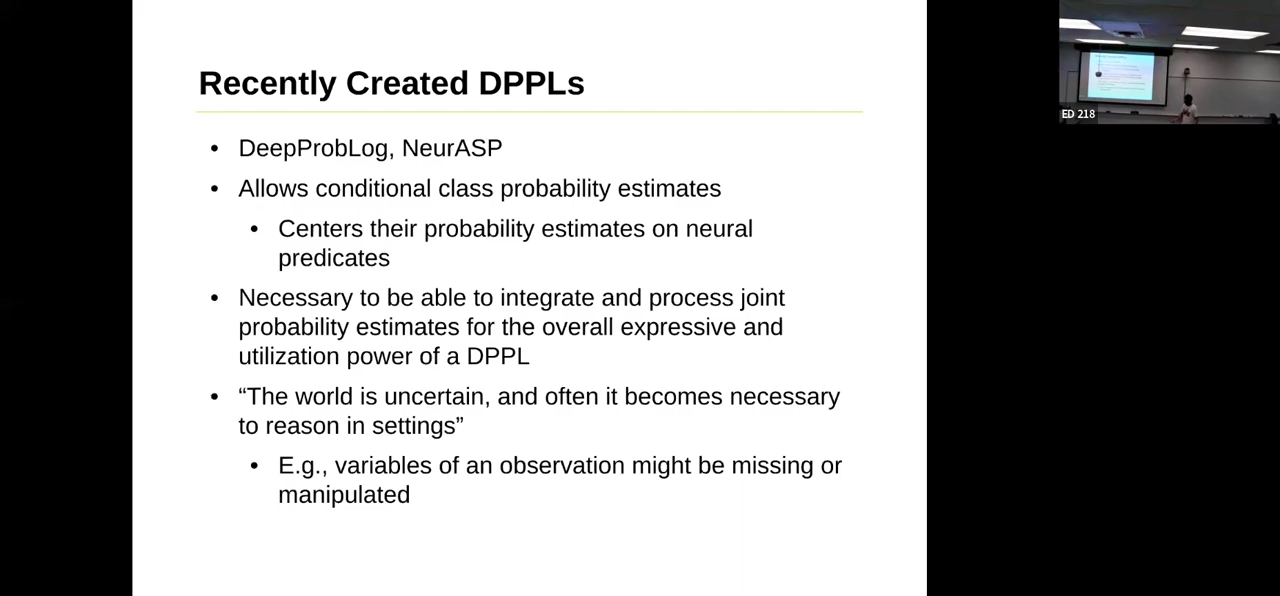 Recently Created DPPLs
• DeepProbLog, NeurASP
• Allows conditional class probability estimates
• Centers their probability estimates on neural
predicates
• Necessary to be able to integrate and process joint
probability estimates for the overall expressive and
utilization power of a DPPL
• “The world is uncertain, and often it becomes necessary
to reason in settings”
• E.g., variables of an observation might be missing or
manipulated
ED 218